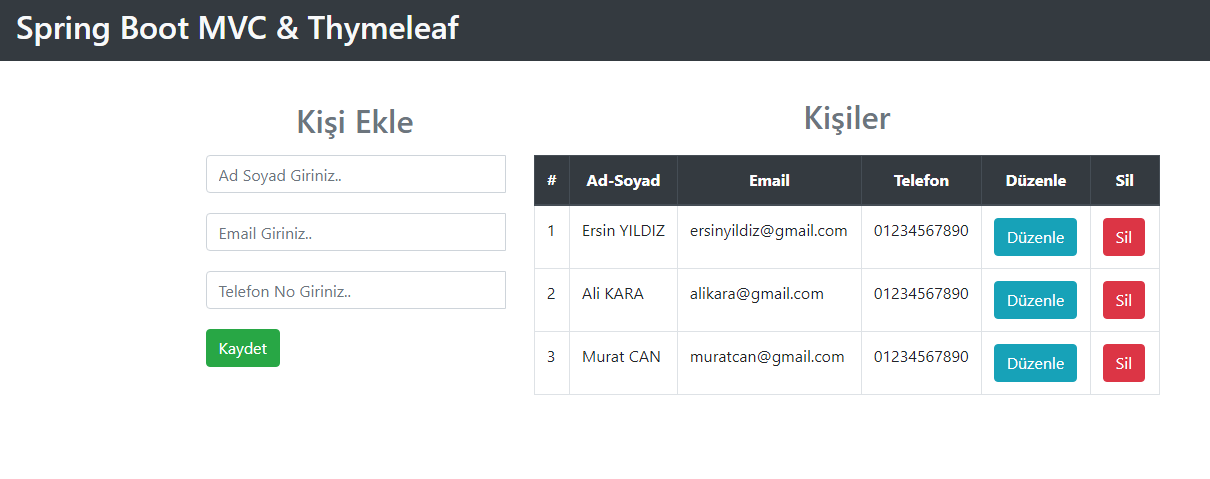 Spring Boot MVC & Thymeleaf
Kişi Ekle
Ad Soyad Giriniz..
Email Giriniz..
Telefon No Giriniz..
Kaydet
Kişiler
# Ad-Soyad Email Telefon Düzenle Sil
1 Ersin YILDIZ ersinyildiz@gmail.com 01234567890 Düzenle Sil
2 Ali KARA alikara@gmail.com 01234567890 Düzenle Sil
3 Murat CAN muratcan@gmail.com 01234567890 Düzenle Sil